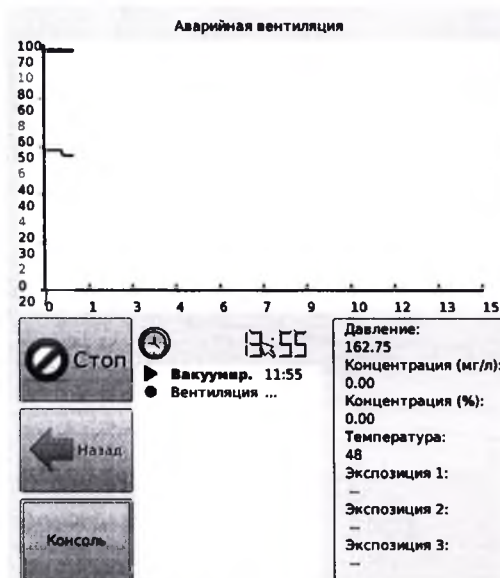 Аварийная вентиляция
100
70
10
80
60
8
60
50
6
40
40
4
20
30
2
0
20
0 1 3 4 6 7 9 10 12 13 15
Стоп
13:55
Вакуумир. 11:55
Вентиляция ...
Назад
Консоль
Давление:
162.75
Концентрация (мг/л):
0.00
Концентрация (%):
0.00
Температура:
48
Экспозиция 1:
—
Экспозиция 2:
—
Экспозиция 3:
—